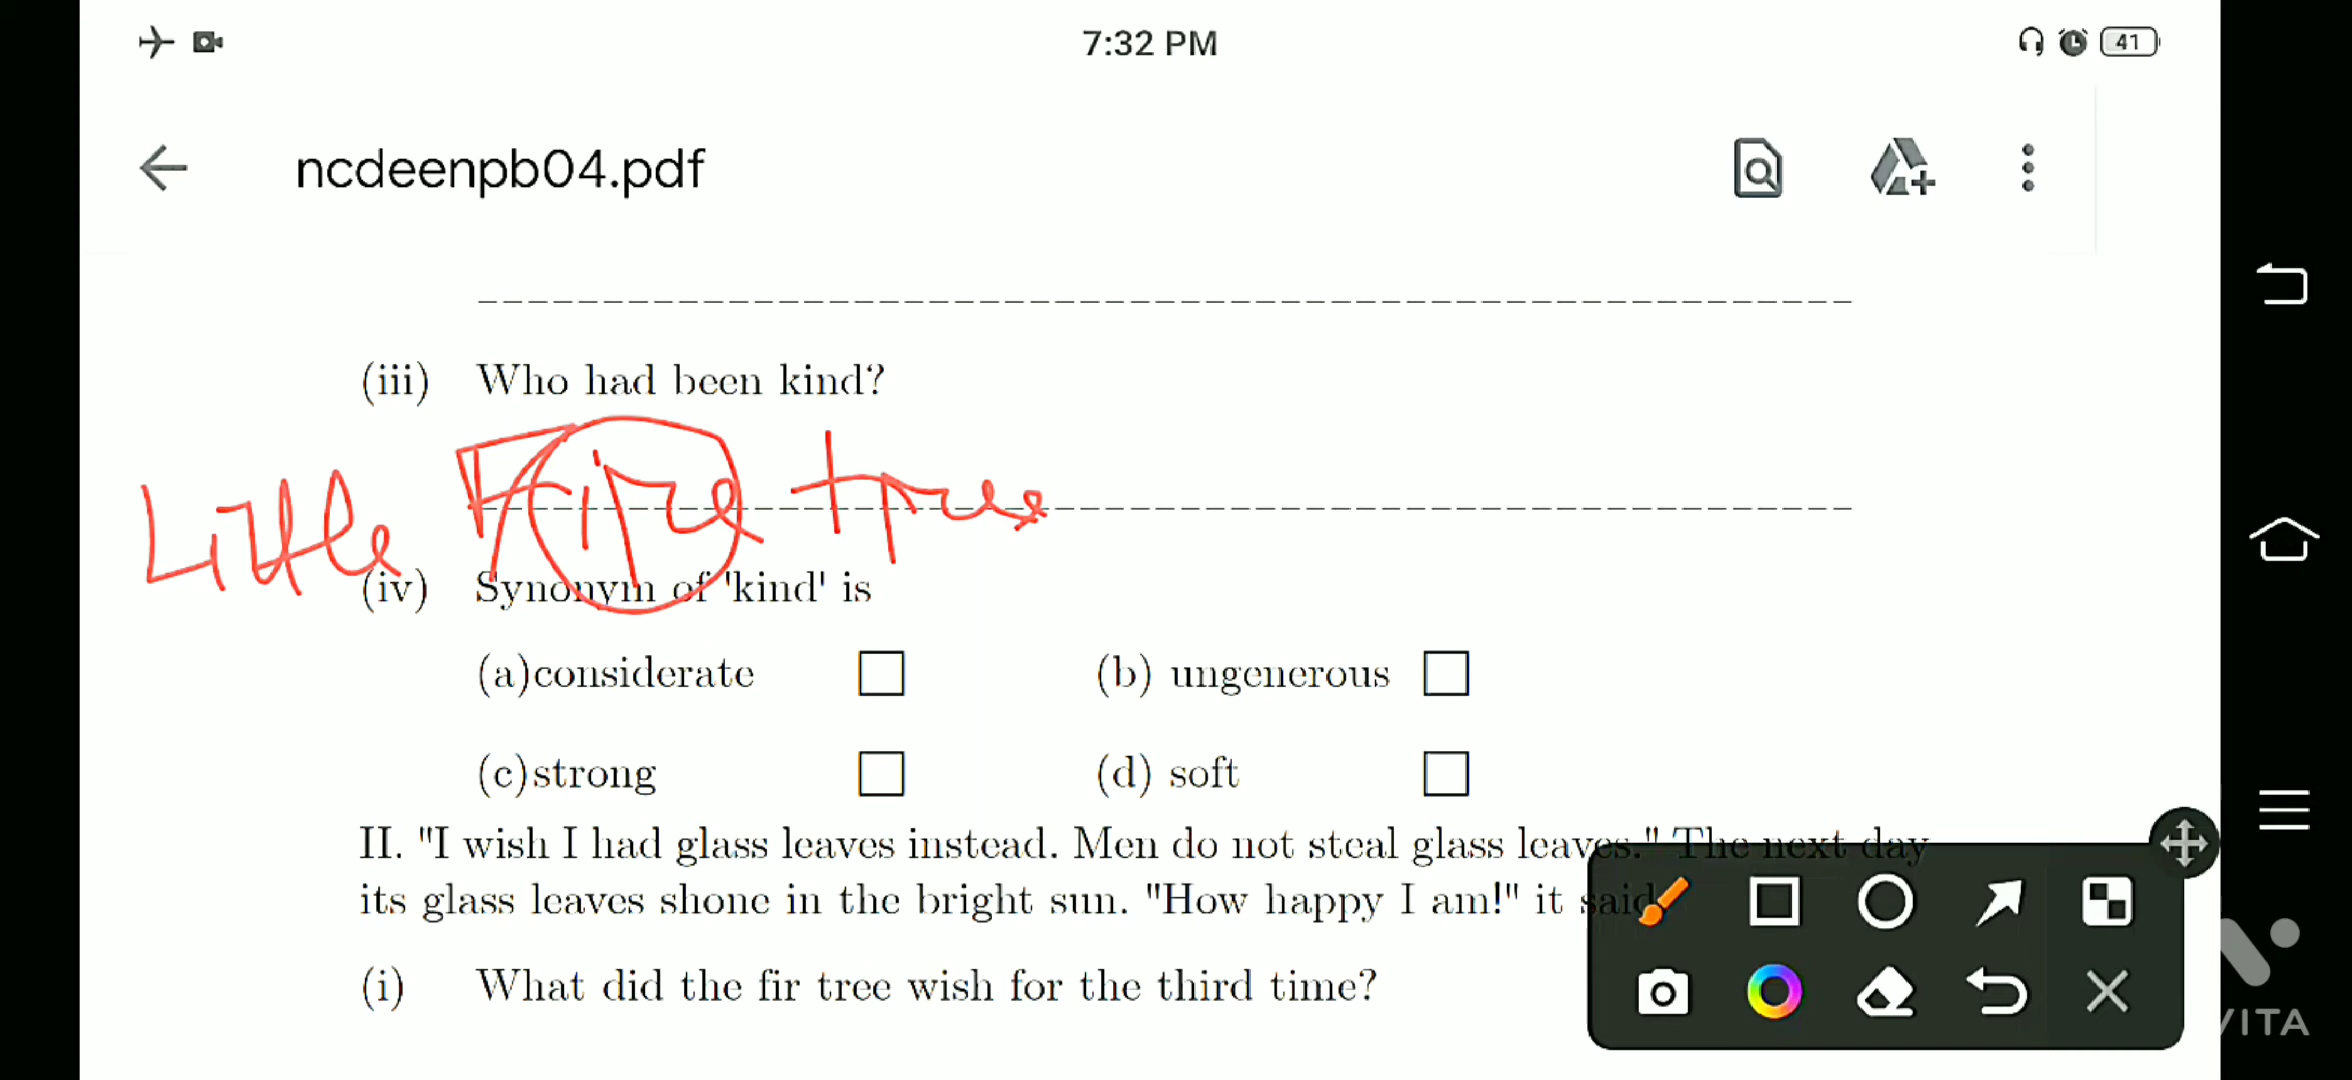 7:32 PM
41
ncdeenpb04.pdf
(iii) Who had been kind?
Little Fire tree
(iv) Synonym of 'kind' is
(a)considerate (b) ungenerous
(c)strong (d) soft
II. "I wish I had glass leaves instead. Men do not steal glass leaves." The next day
its glass leaves shone in the bright sun. "How happy I am!" it said
(i) What did the fir tree wish for the third time?
VITA